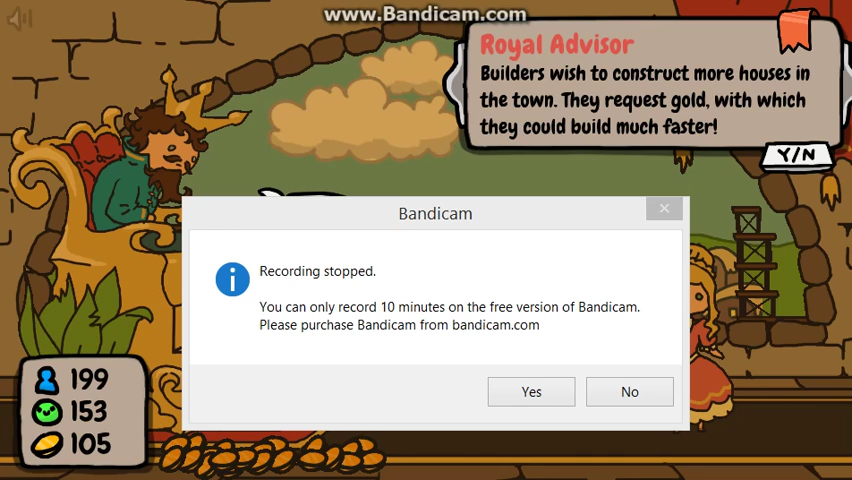 www.Bandicam.com
Royal Advisor
Builders wish to construct more houses in
the town. They request gold, with which
they could build much faster!
Y/N
Bandicam
Recording stopped.
You can only record 10 minutes on the free version of Bandicam.
Please purchase Bandicam from bandicam.com
Yes
No
199
153
105